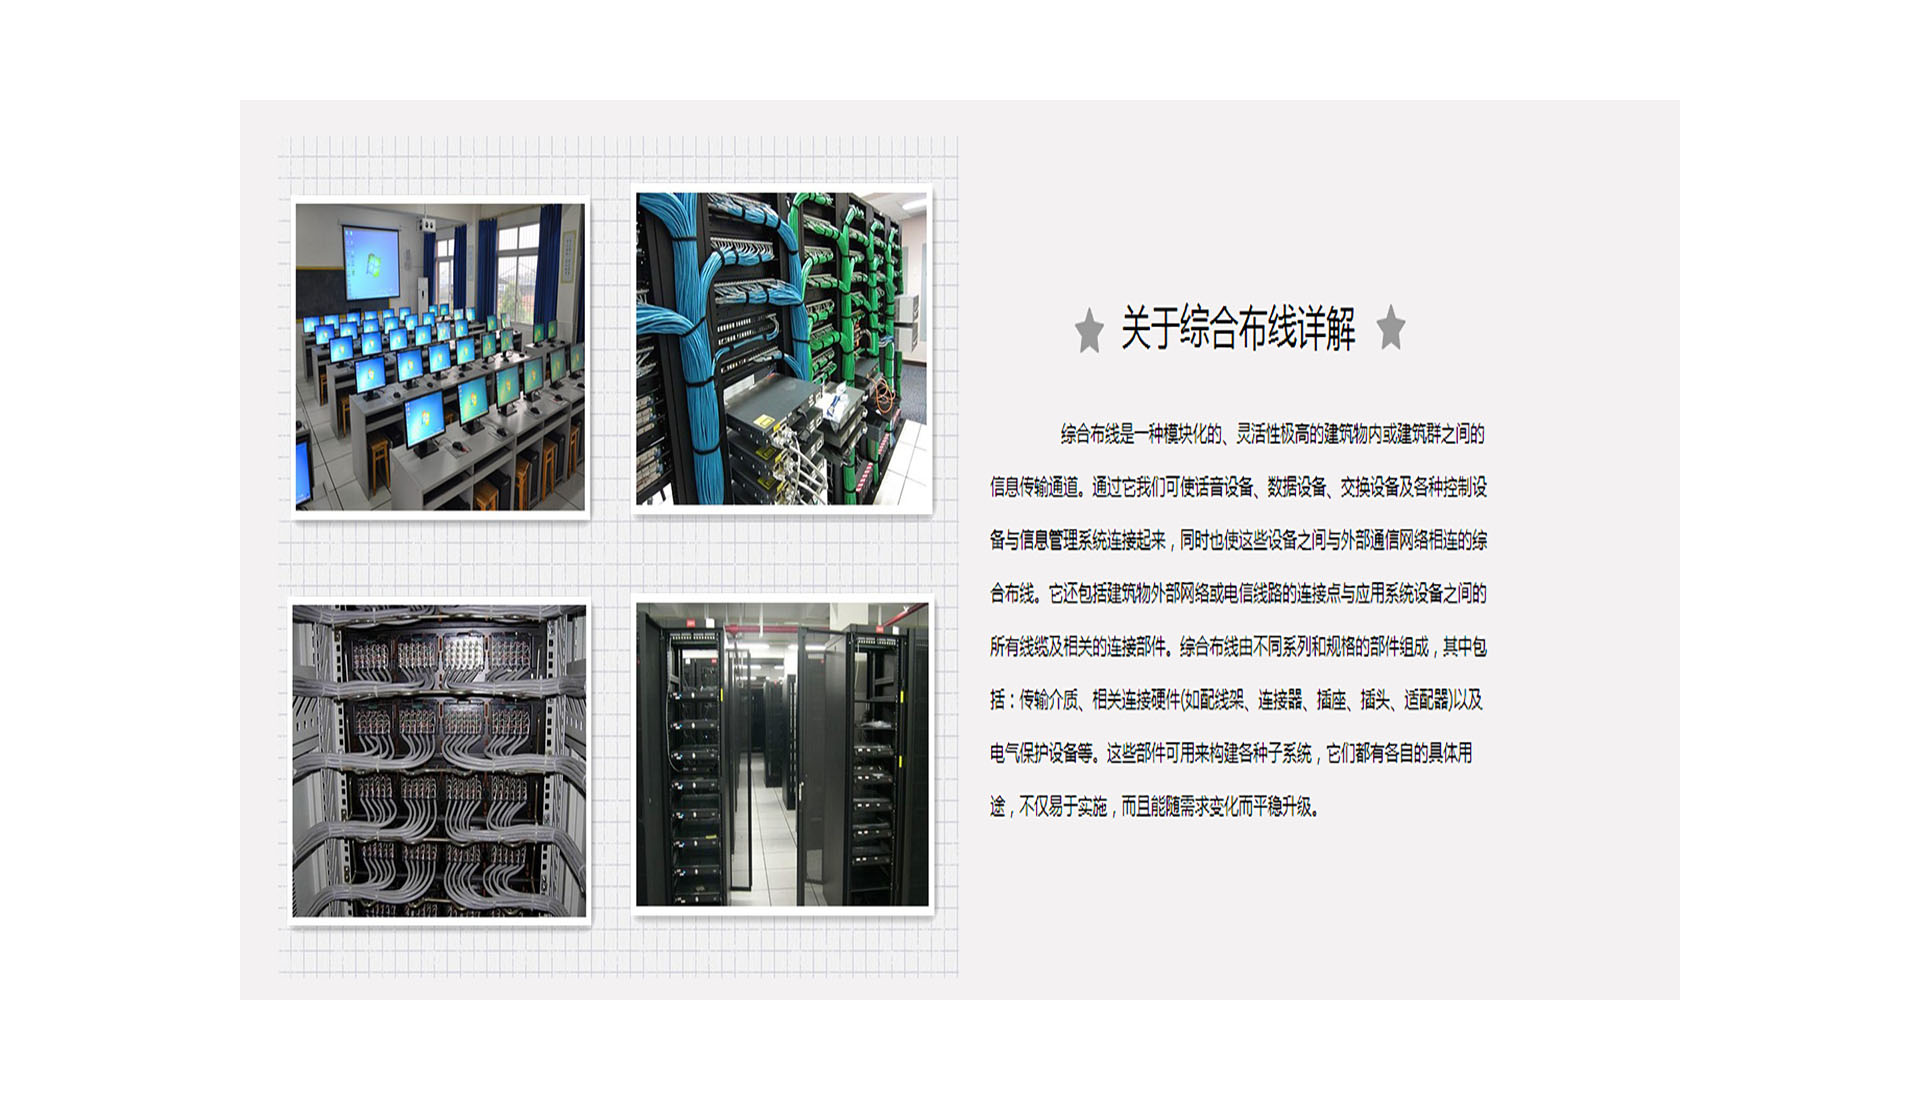 关于综合布线详解
综合布线是一种模块化的、灵活性极高的建筑物内或建筑群之间的
信息传输通道。通过它我们可使话音设备、数据设备、交换设备及各种控制设
备与信息管理系统连接起来，同时也使这些设备之间与外部通信网络相连的综
合布线。它还包括建筑物外部网络或电信线路的连接点与应用系统设备之间的
所有线缆及相关的连接部件。综合布线由不同系列和规格的部件组成，其中包
括：传输介质、相关连接硬件(如配线架、连接器、插座、插头、适配器)以及
电气保护设备等。这些部件可用来构建各种子系统，它们都有各自的具体用
途，不仅易于实施，而且能随需求变化而平稳升级。